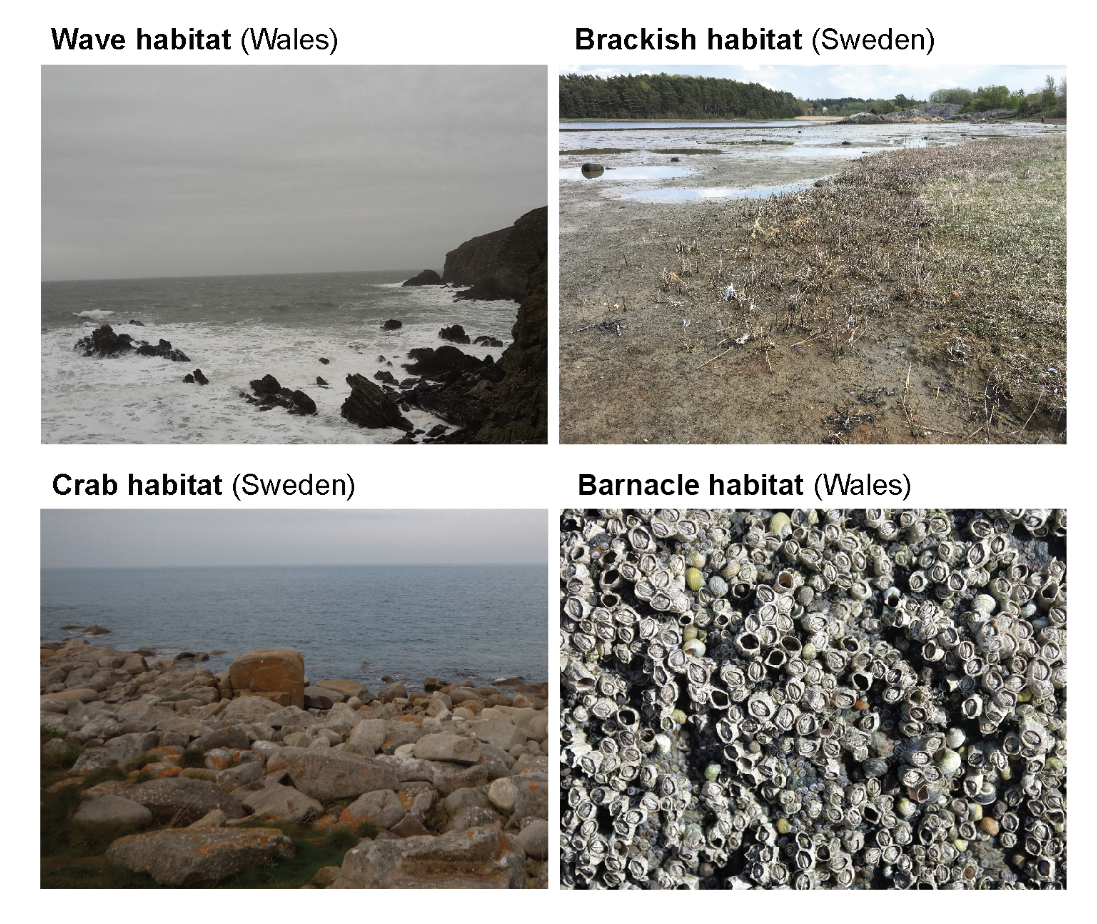 Wave habitat (Wales)
Brackish habitat (Sweden)
Crab habitat (Sweden)
Barnacle habitat (Wales)